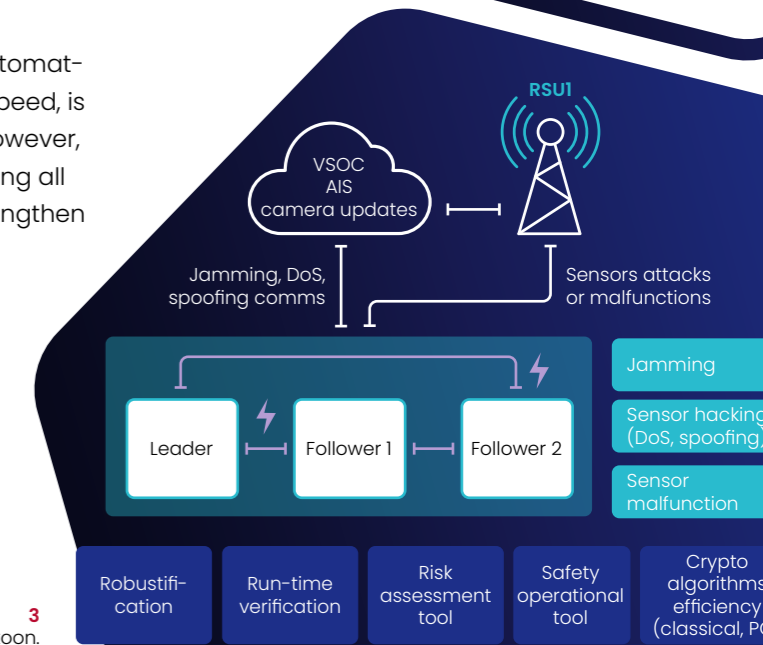 tomat-
peed, is
owever,
ng all
ngthen
RSU1
VSOC
AIS
camera updates
Jamming, DoS,
spoofing comms
Sensors attacks
or malfunctions
Jamming
Sensor hacking
(DoS, spoofing)
Sensor
malfunction
Leader
Follower 1
Follower 2
Robustifi-
cation
Run-time
verification
Risk
assessment
tool
Safety
operational
tool
Crypto
algorithms
efficiency
(classical, PQ
3
oon.